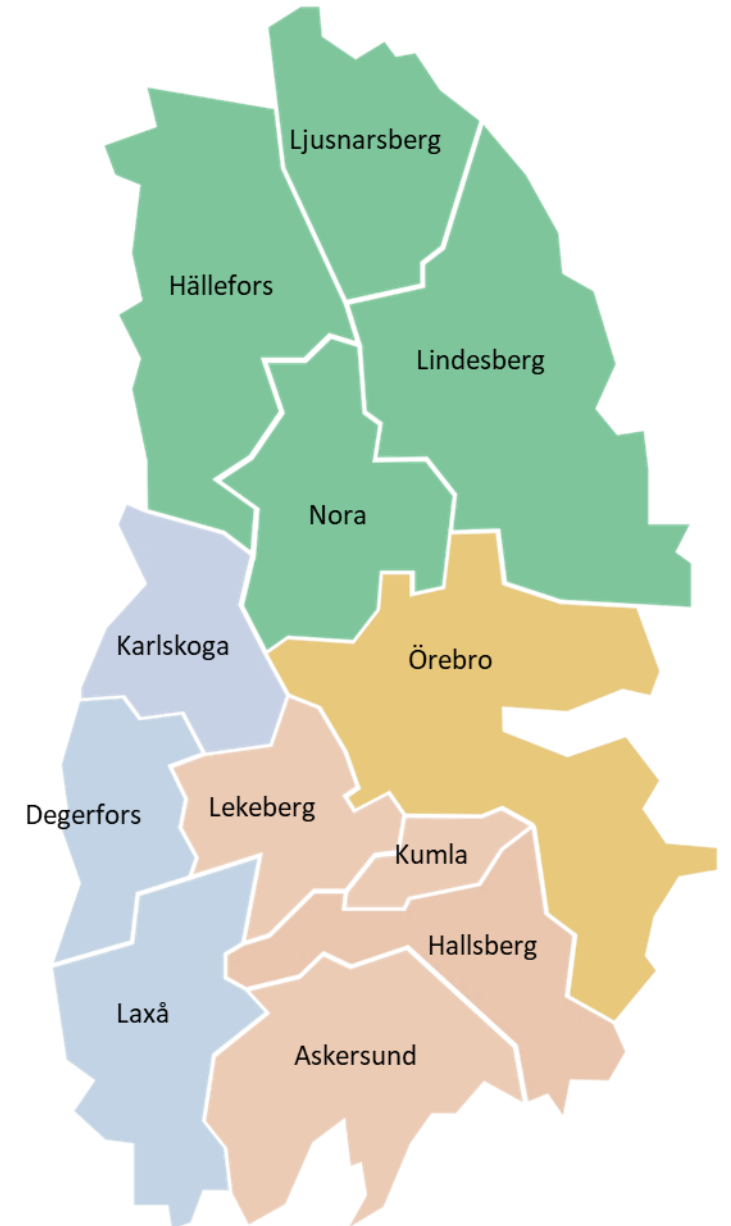 Ljusnarsberg
Hällefors
Lindesberg
Nora
Karlskoga
Örebro
Degerfors
Lekeberg
Kumla
Hallsberg
Laxå
Askersund